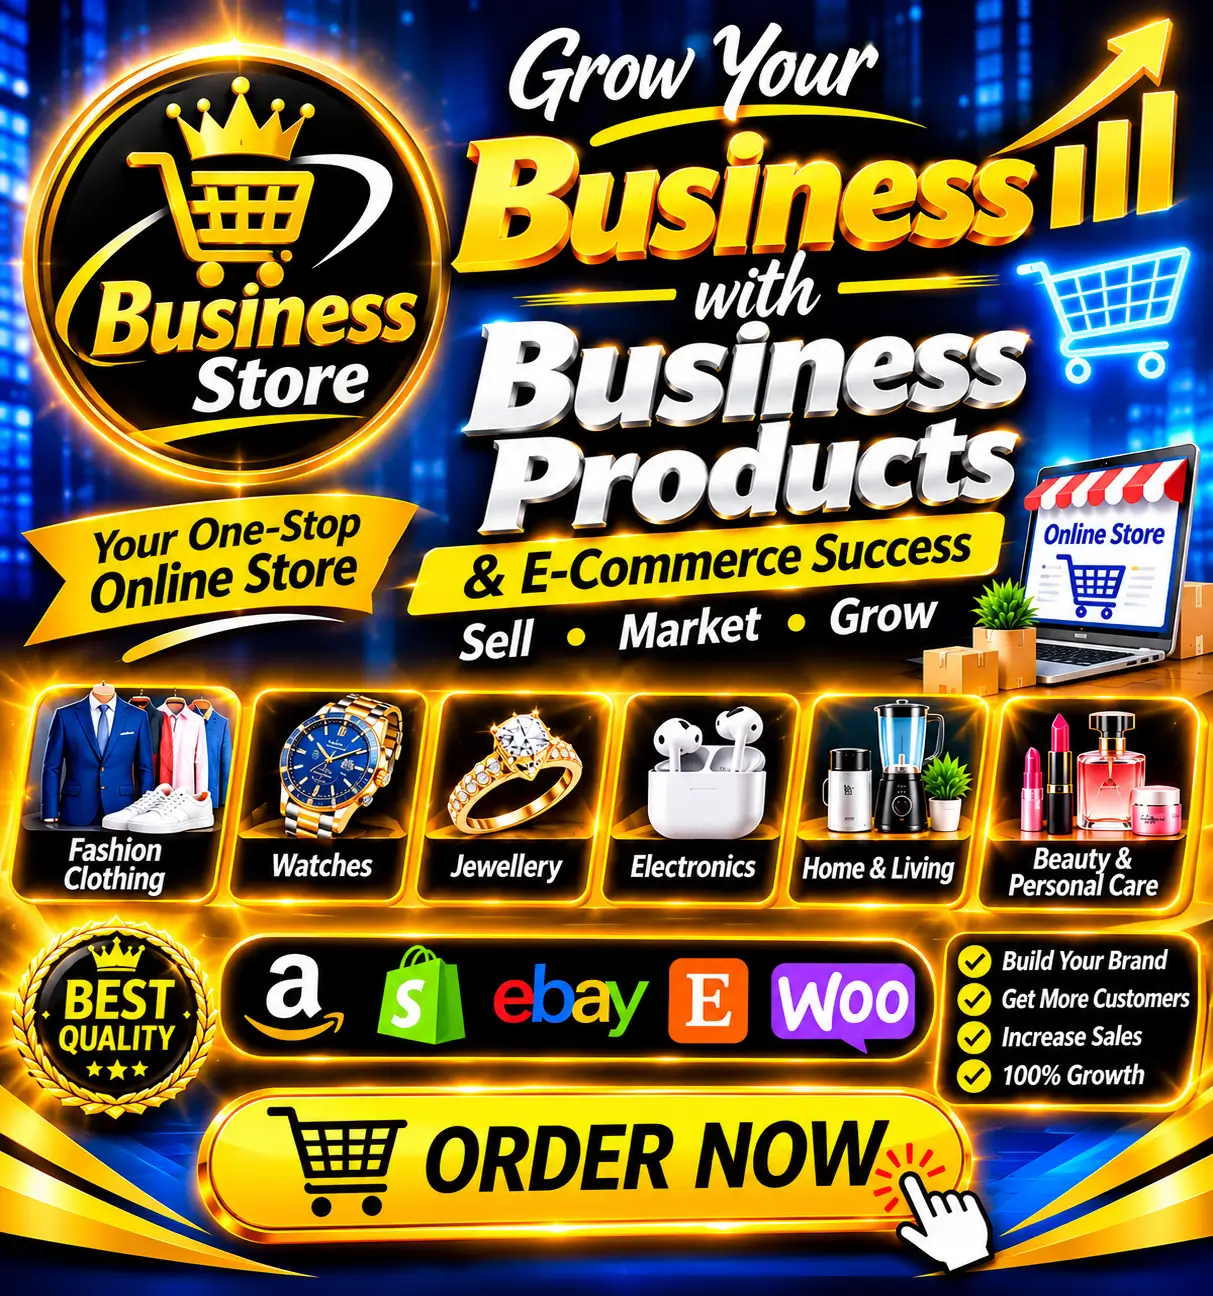 Business
Store
Your One-Stop
Online Store
Grow Your
Business
with
Business
Products
& E-Commerce Success
Sell • Market • Grow
Online Store
Fashion
Clothing
Watches
Jewellery
Electronics
Home & Living
Beauty &
Personal Care
BEST
QUALITY
a
S
ebay
E
Woo
Build Your Brand
Get More Customers
Increase Sales
100% Growth
ORDER NOW